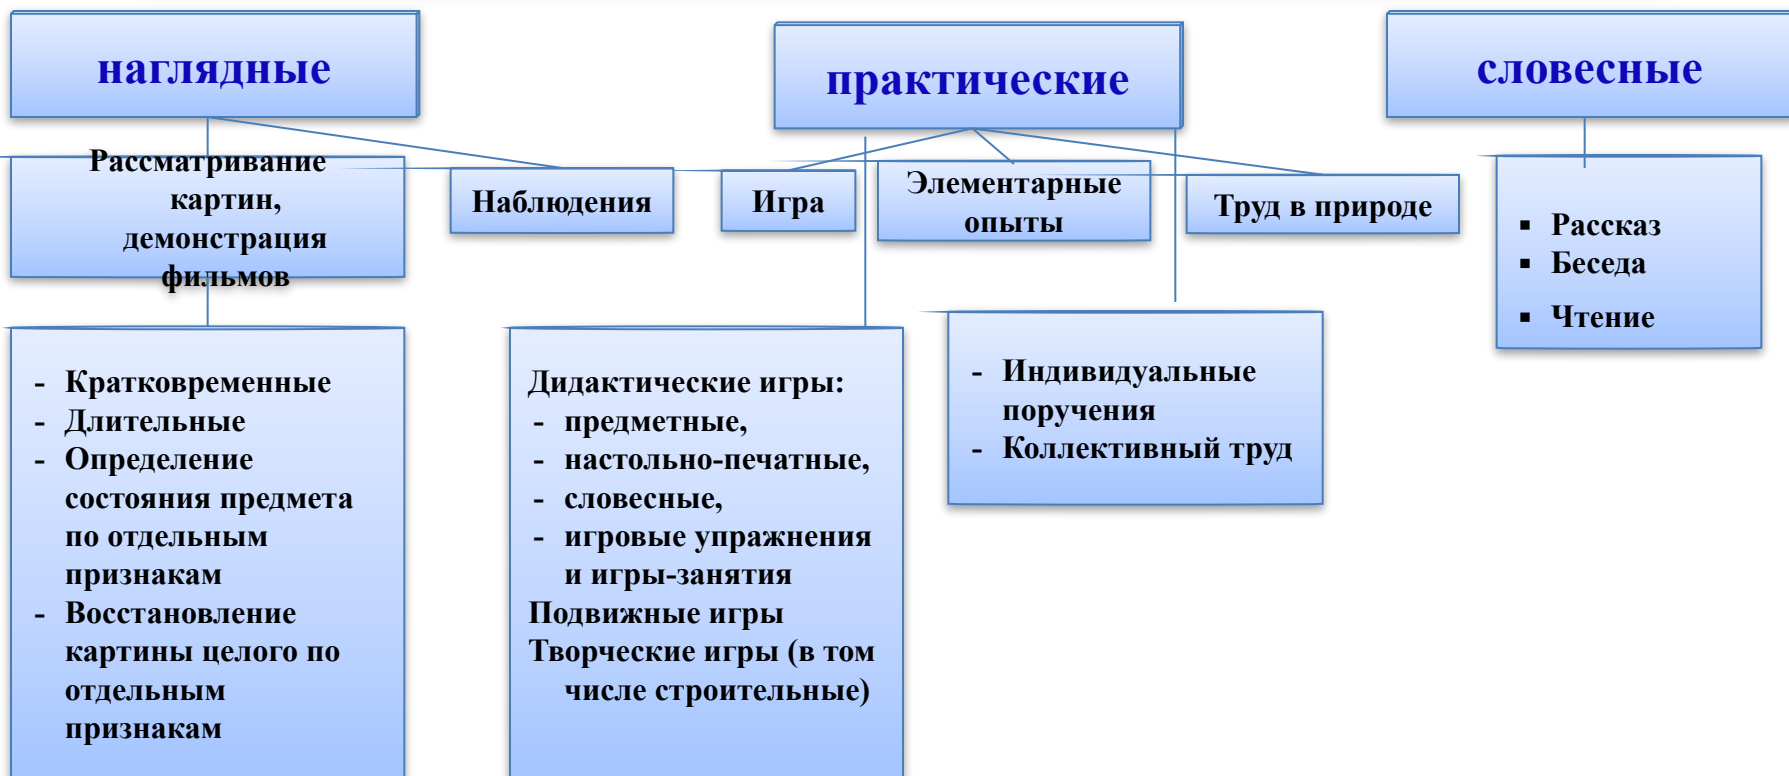 наглядные
практические
словесные
Рассматривание
картин,
демонстрация
фильмов
Наблюдения
Игра
Элементарные
опыты
Труд в природе
▪ Рассказ
▪ Беседа
▪ Чтение
- Кратковременные
- Длительные
- Определение
состояния предмета
по отдельным
признакам
- Восстановление
картины целого по
отдельным
признакам
Дидактические игры:
- предметные,
- настольно-печатные,
- словесные,
- игровые упражнения
и игры-занятия
Подвижные игры
Творческие игры (в том
числе строительные)
- Индивидуальные
поручения
- Коллективный труд